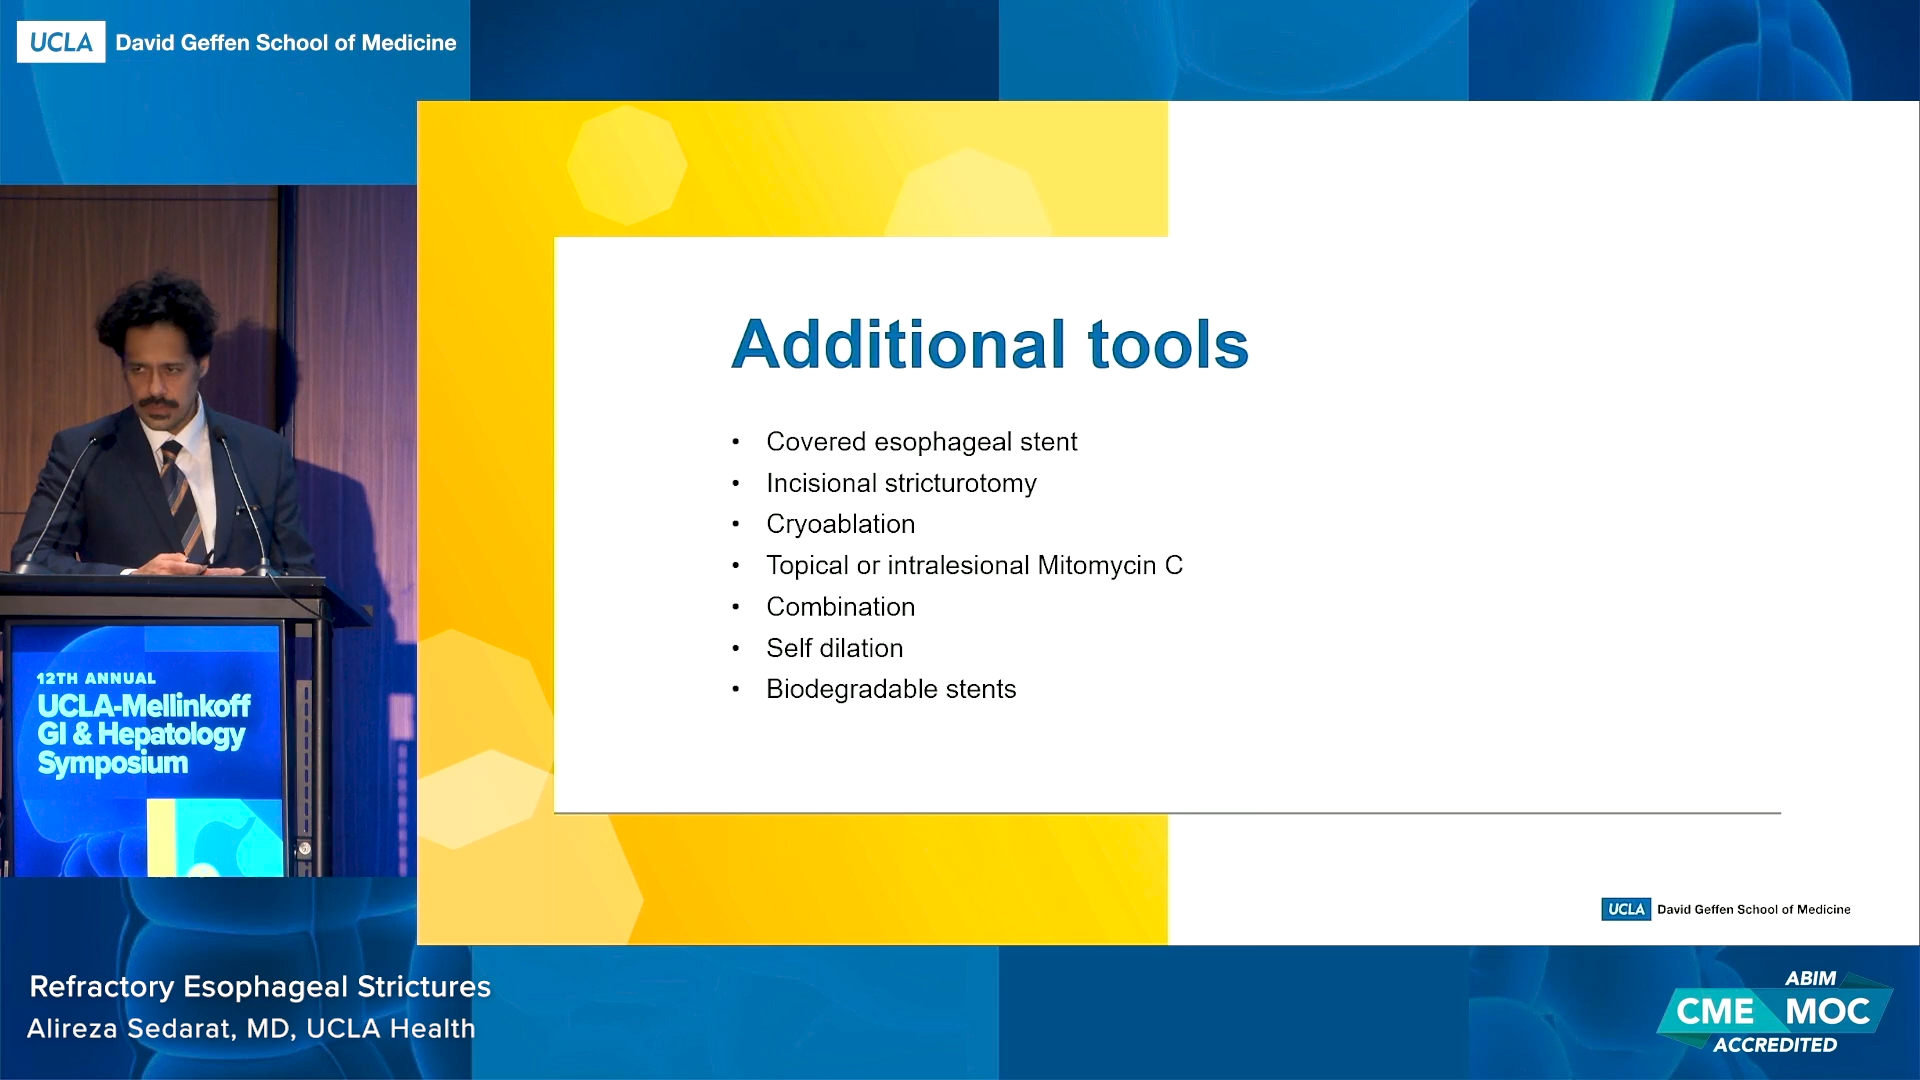 UCLA David Geffen School of Medicine
Additional tools
• Covered esophageal stent
• Incisional stricturotomy
• Cryoablation
• Topical or intralesional Mitomycin C
• Combination
• Self dilation
• Biodegradable stents
12TH ANNUAL
UCLA-Mellinkoff
GI & Hepatology
Symposium
UCLA David Geffen School of Medicine
Refractory Esophageal Strictures
Alireza Sedarat, MD, UCLA Health
ABIM
CME MOC
ACCREDITED